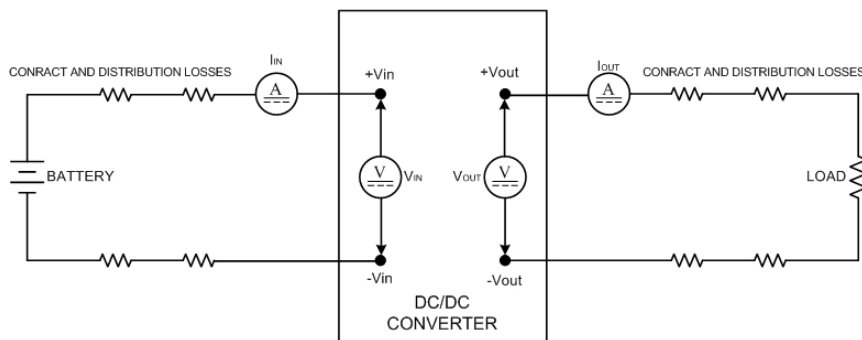 IIN
IOUT
CONRACT AND DISTRIBUTION LOSSES
+Vin
+Vout
CONRACT AND DISTRIBUTION LOSSES
A
A
BATTERY
V
VIN
VOUT
V
LOAD
-Vin
-Vout
DC/DC
CONVERTER